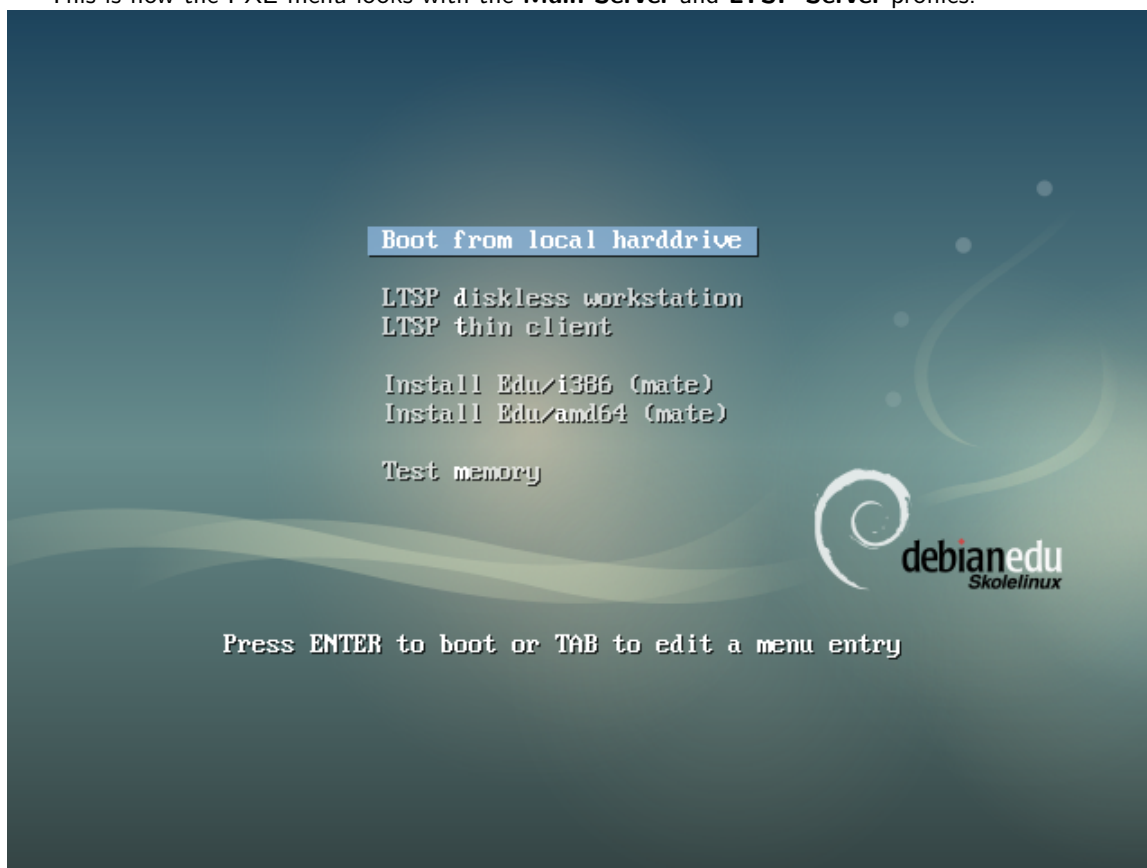 This is how the PXE menu looks with the Main Server and LTSP Server profiles:
Boot from local harddrive
LTSP diskless workstation
LTSP thin client
Install Edu/i386 (mate)
Install Edu/amd64 (mate)
Test memory
debianedu
Skolelinux
Press ENTER to boot or TAB to edit a menu entry